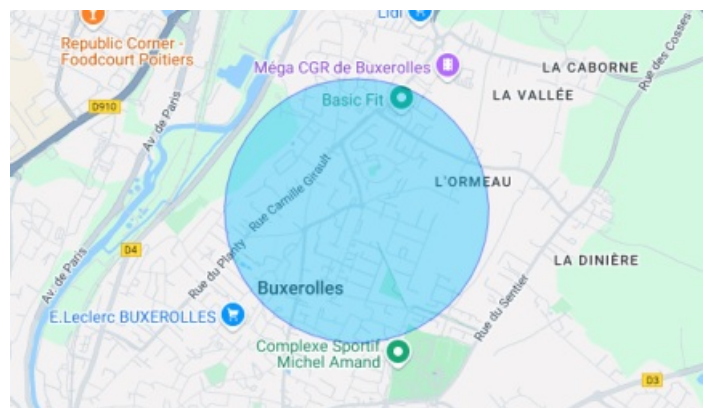 Lidl
Republic Corner -
Foodcourt Poitiers
Méga CGR de Buxerolles
LA CABORNE
Rue des Cosses
Basic Fit
LA VALLÉE
D910
Av. de Paris
L'ORMEAU
Rue Camille Girault
D4
Rue du Planty
LA DINIÈRE
Av. de Paris
Buxerolles
Rue du Sentier
E.Leclerc BUXEROLLES
Complexe Sportif
Michel Amand
D3